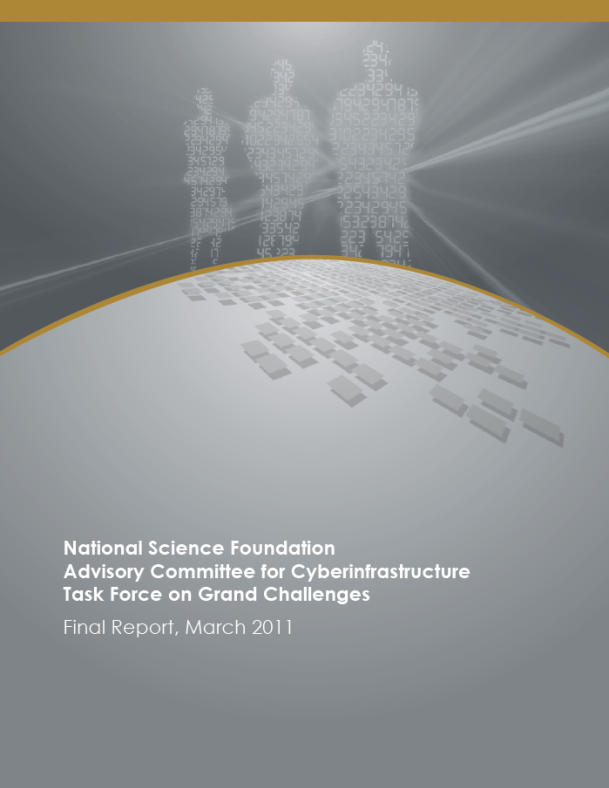 National Science Foundation
Advisory Committee for Cyberinfrastructure
Task Force on Grand Challenges
Final Report, March 2011